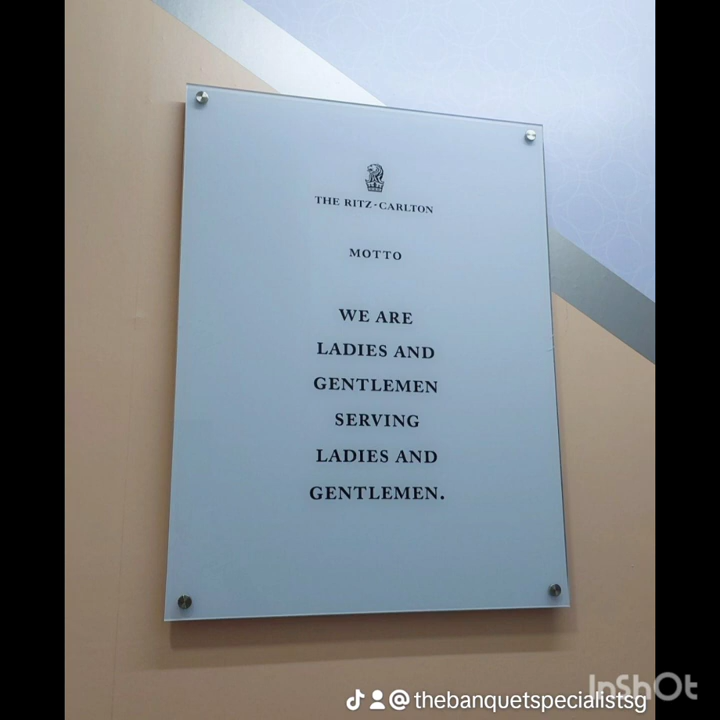 THE RITZ-CARLTON
MOTTO
WE ARE
LADIES AND
GENTLEMEN
SERVING
LADIES AND
GENTLEMEN.
InShOt
@thebanquetspecialistsg